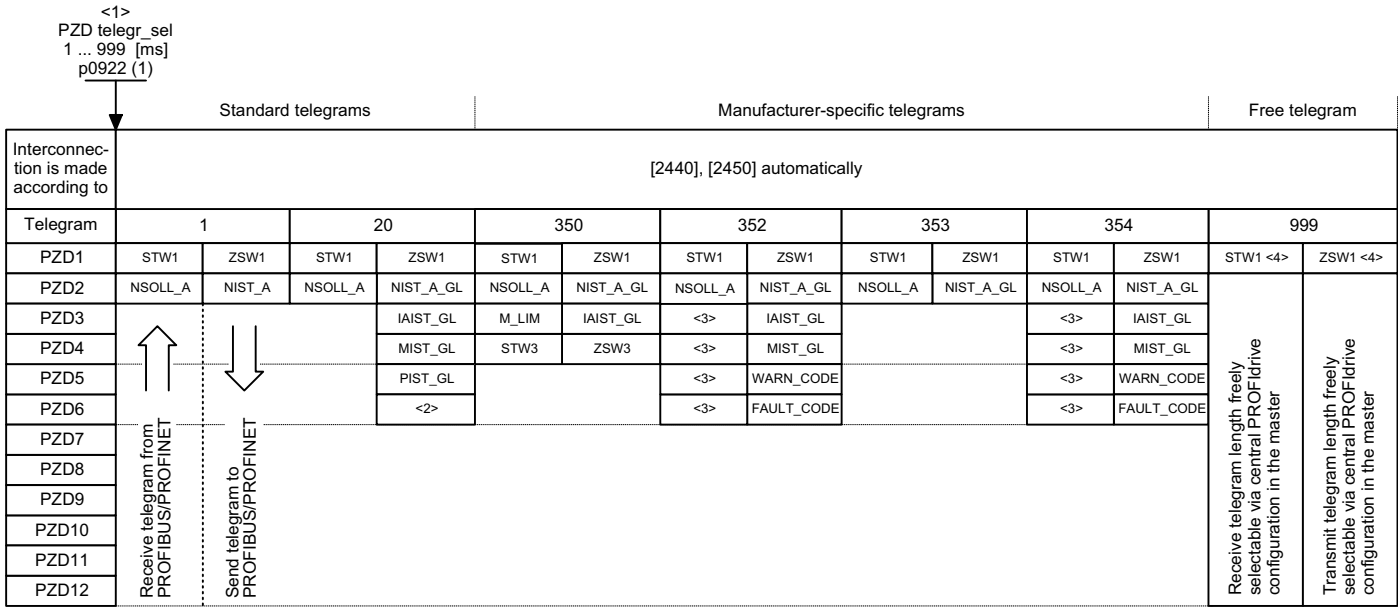 <1>
PZD telegr_sel
1 ... 999 [ms]
p0922 (1)
Standard telegrams Manufacturer-specific telegrams Free telegram
Interconnec-
tion is made
according to
[2440], [2450] automatically
Telegram 1 20 350 352 353 354 999
PZD1 STW1 ZSW1 STW1 ZSW1 STW1 ZSW1 STW1 ZSW1 STW1 ZSW1 STW1 ZSW1 STW1 <4> ZSW1 <4>
PZD2 NSOLL_A NIST_A NSOLL_A NIST_A_GL NSOLL_A NIST_A_GL NSOLL_A NIST_A_GL NSOLL_A NIST_A_GL NSOLL_A NIST_A_GL
PZD3 IAIST_GL M_LIM IAIST_GL <3> IAIST_GL <3> IAIST_GL
PZD4 MIST_GL STW3 ZSW3 <3> MIST_GL <3> MIST_GL
PZD5 PIST_GL <3> WARN_CODE <3> WARN_CODE
PZD6 <2> <3> FAULT_CODE <3> FAULT_CODE
PZD7
PZD8
PZD9
PZD10
PZD11
PZD12
Receive telegram from
PROFIBUS/PROFINET
Send telegram to
PROFIBUS/PROFINET
Receive telegram length freely
selectable via central PROFIdrive
configuration in the master
Transmit telegram length freely
selectable via central PROFIdrive
configuration in the master